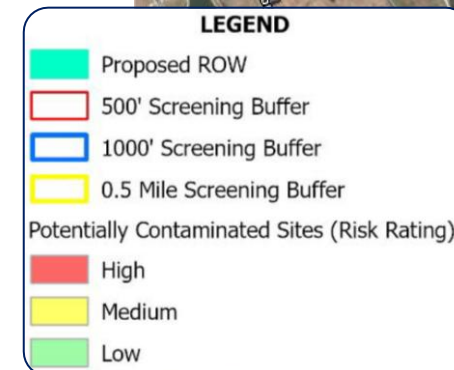 LEGEND
Proposed ROW
500' Screening Buffer
1000' Screening Buffer
0.5 Mile Screening Buffer
Potentially Contaminated Sites (Risk Rating)
High
Medium
Low